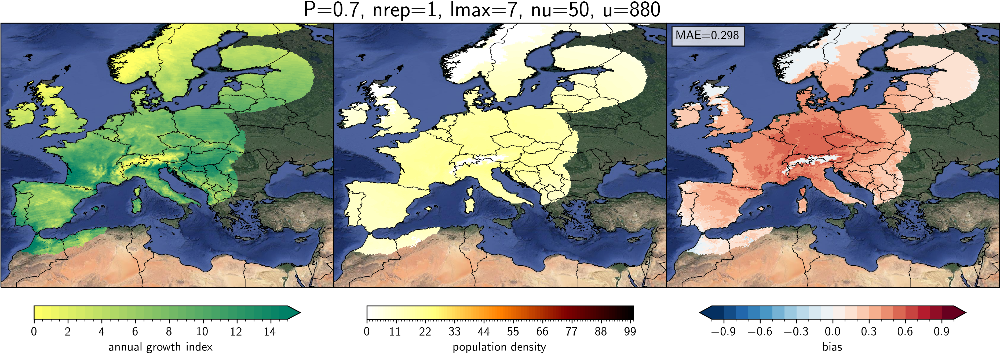 P=0.7, nrep=1, lmax=7, nu=50, u=880
MAE=0.298
0 2 4 6 8 10 12 14
annual growth index
0 11 22 33 44 55 66 77 88 99
population density
−0.9 −0.6 −0.3 0.0 0.3 0.6 0.9
bias